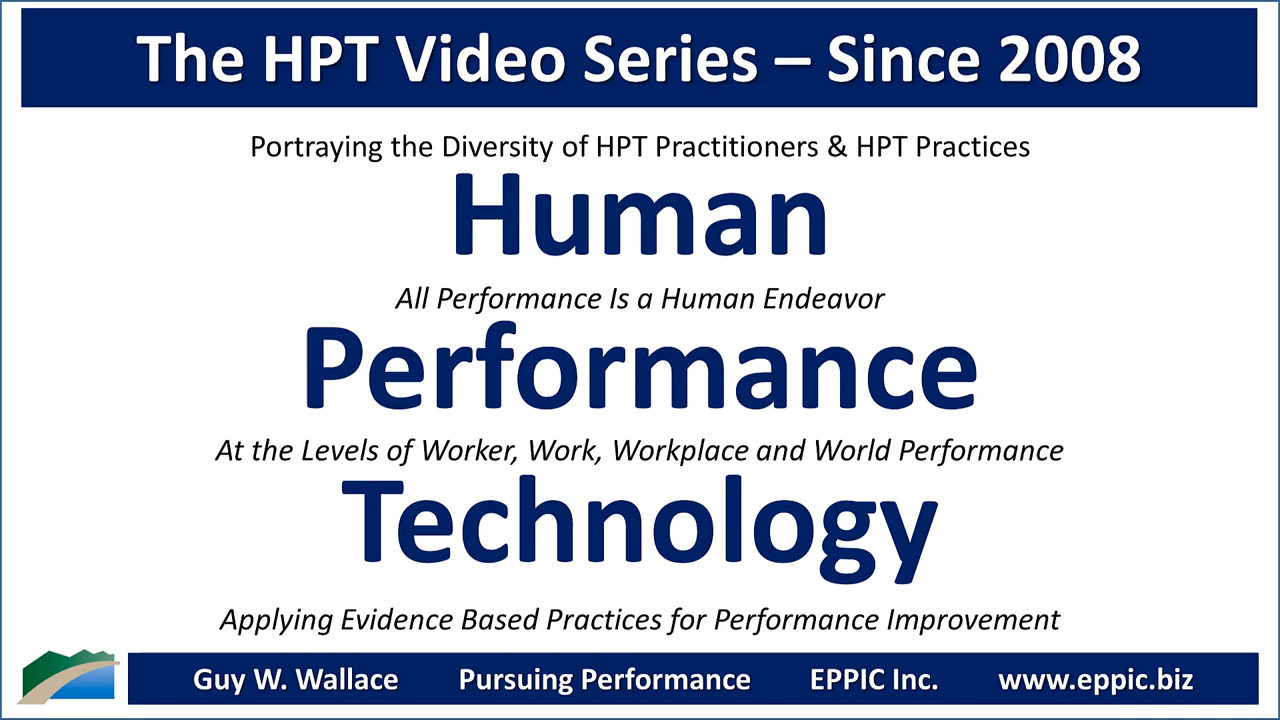 The HPT Video Series – Since 2008
Portraying the Diversity of HPT Practitioners & HPT Practices
Human
All Performance Is a Human Endeavor
Performance
At the Levels of Worker, Work, Workplace and World Performance
Technology
Applying Evidence Based Practices for Performance Improvement
Guy W. Wallace Pursuing Performance EPPIC Inc. www.eppic.biz